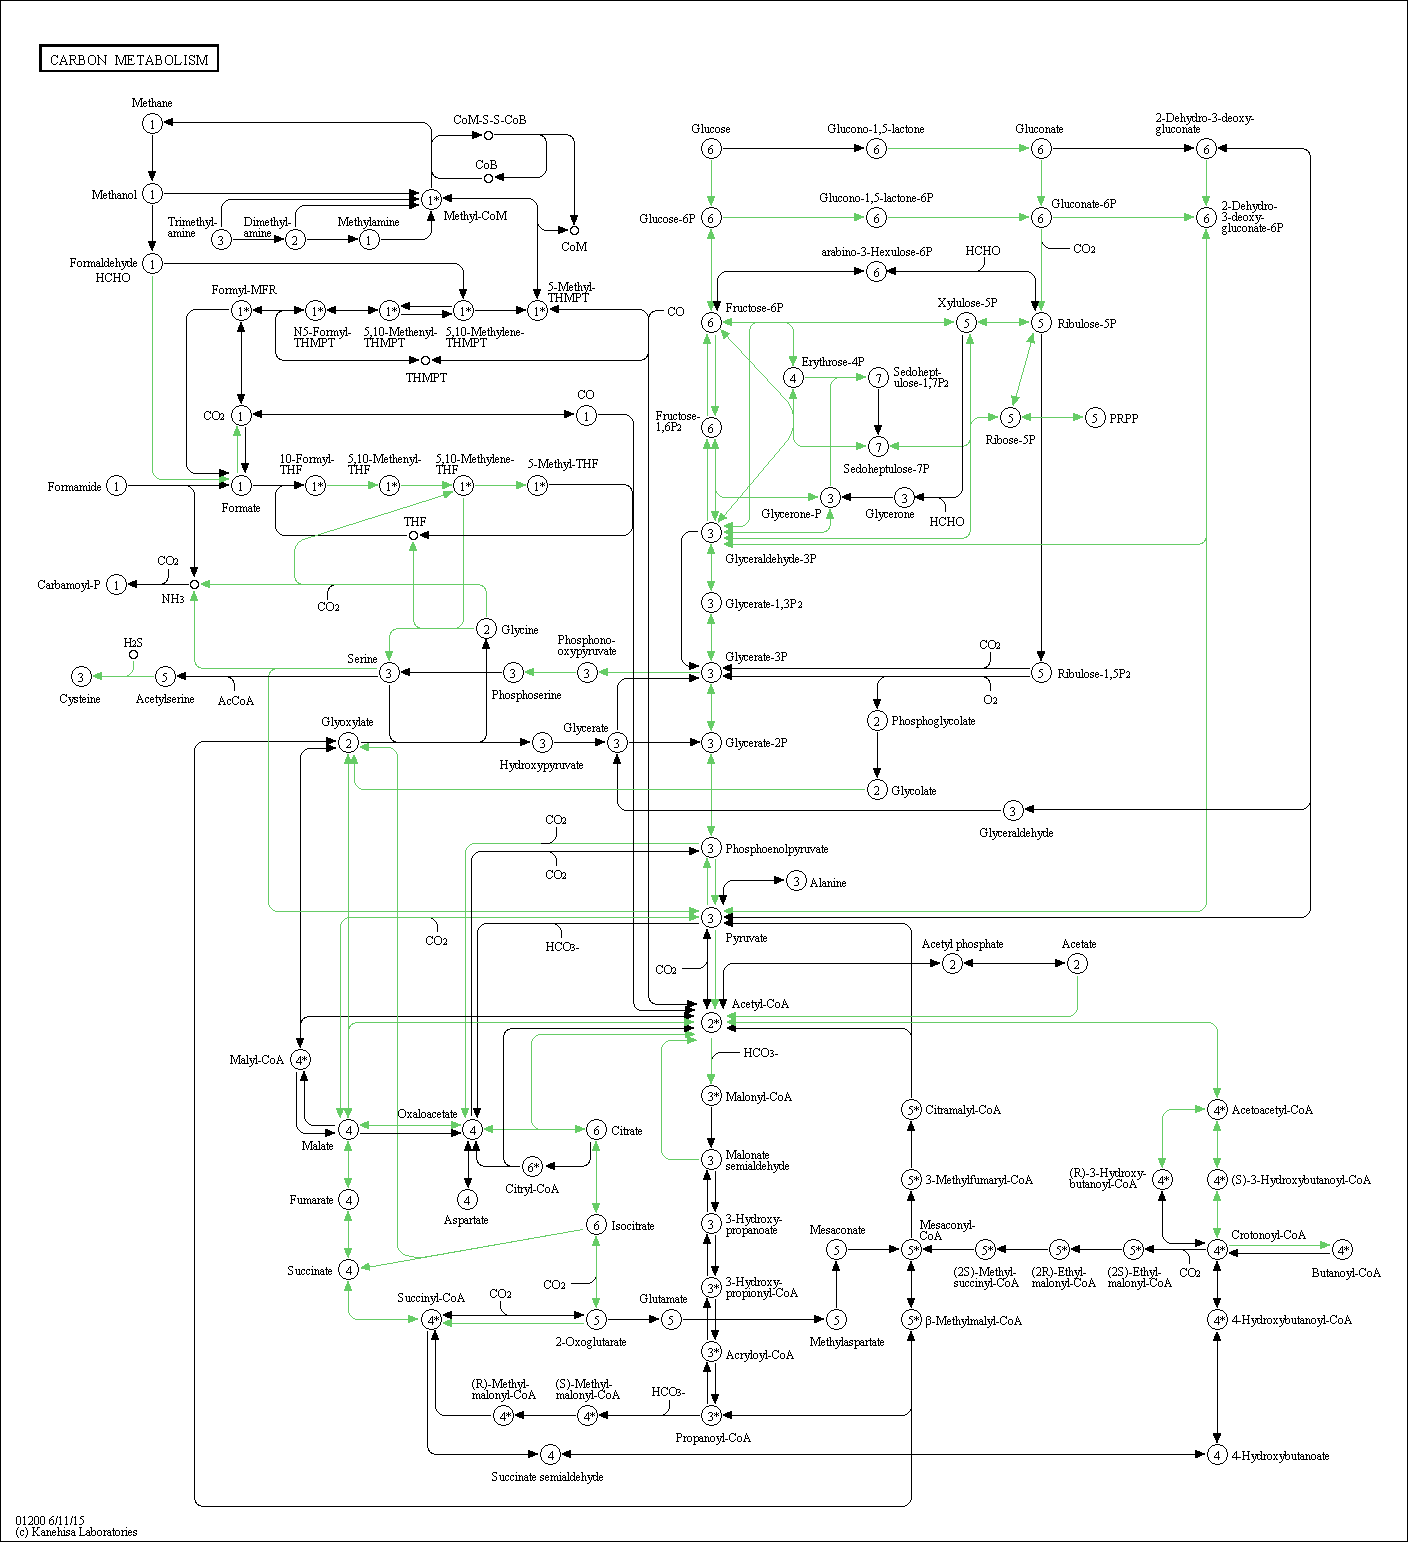 CARBON METABOLISM
Methane
1
CoM-S-S-CoB
CoB
Methanol
1
1*
Methyl-CoM
Trimethyl-
amine
3
Dimethyl-
amine
2
Methylamine
1
CoM
Formaldehyde
HCHO
1
Formyl-MFR
1*
1*
N5-Formyl-
THMPT
1*
5,10-Methenyl-
THMPT
1*
5,10-Methylene-
THMPT
5-Methyl-
THMPT
1*
CO
THMPT
CO2
1
CO
1
Formamide
1
Formate
1
10-Formyl-
THF
1*
5,10-Methenyl-
THF
1*
5,10-Methylene-
THF
1*
5-Methyl-THF
1*
THF
Carbamoyl-P
1
CO2
NH3
CO2
Glycine
2
H2S
Cysteine
3
Acetylserine
5
AcCoA
Serine
3
Phosphoserine
3
Phosphono-
oxypyruvate
3
Glyoxylate
2
Hydroxypyruvate
3
Glycerate
3
Glucose
6
Glucono-1,5-lactone
6
Gluconate
6
2-Dehydro-3-deoxy-
gluconate
6
Glucose-6P
6
Glucono-1,5-lactone-6P
6
Gluconate-6P
6
2-Dehydro-
3-deoxy-
gluconate-6P
6
CO2
arabino-3-Hexulose-6P
6
HCHO
Fructose-6P
6
Xylulose-5P
5
Ribulose-5P
5
Erythrose-4P
4
Sedohept-
ulose-1,7P2
7
Fructose-
1,6P2
6
Sedoheptulose-7P
7
Ribose-5P
5
PRPP
5
Glycerone-P
3
Glycerone
3
HCHO
Glyceraldehyde-3P
3
Glycerate-1,3P2
3
Glycerate-3P
3
CO2
O2
Ribulose-1,5P2
5
Phosphoglycolate
2
Glycerate-2P
3
Glycolate
2
Glyceraldehyde
3
CO2
CO2
Phosphoenolpyruvate
3
Alanine
3
Pyruvate
3
CO2
HCO3-
CO2
Acetyl phosphate
2
Acetate
2
Acetyl-CoA
2*
HCO3-
Malyl-CoA
4*
Malonyl-CoA
3*
Malate
4
Oxaloacetate
4
Citrate
6
Citryl-CoA
6*
Malonate
semialdehyde
3
Citramalyl-CoA
5*
Acetoacetyl-CoA
4*
Fumarate
4
Aspartate
4
3-Methylfumaryl-CoA
5*
(R)-3-Hydroxy-
butanoyl-CoA
4*
(S)-3-Hydroxybutanoyl-CoA
4*
Isocitrate
6
3-Hydroxy-
propanoate
3
Mesaconate
5
Mesaconyl-
CoA
5*
(2S)-Methyl-
succinyl-CoA
5*
(2R)-Ethyl-
malonyl-CoA
5*
(2S)-Ethyl-
malonyl-CoA
5*
CO2
Crotonoyl-CoA
4*
Butanoyl-CoA
4*
Succinate
4
CO2
3-Hydroxy-
propionyl-CoA
3*
Succinyl-CoA
4*
CO2
2-Oxoglutarate
5
Glutamate
5
Methylaspartate
5
β-Methylmalyl-CoA
5*
4-Hydroxybutanoyl-CoA
4*
Acryloyl-CoA
3*
(R)-Methyl-
malonyl-CoA
4*
(S)-Methyl-
malonyl-CoA
4*
HCO3-
Propanoyl-CoA
3*
Succinate semialdehyde
4
4-Hydroxybutanoate
4
01200 6/11/15
(c) Kanehisa Laboratories